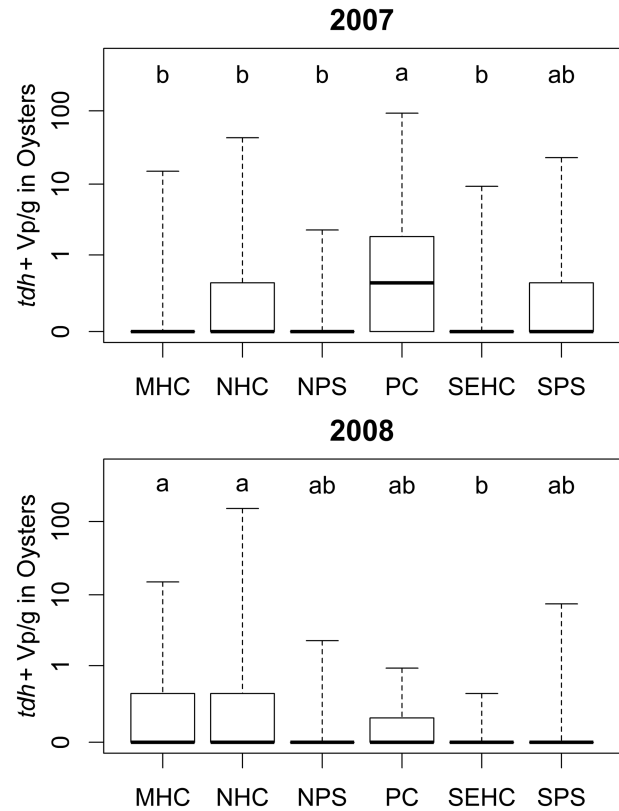 2007
b b b a b ab
tdh+ Vp/g in Oysters
100
10
1
0
MHC NHC NPS PC SEHC SPS
2008
a a ab ab b ab
tdh+ Vp/g in Oysters
100
10
1
0
MHC NHC NPS PC SEHC SPS